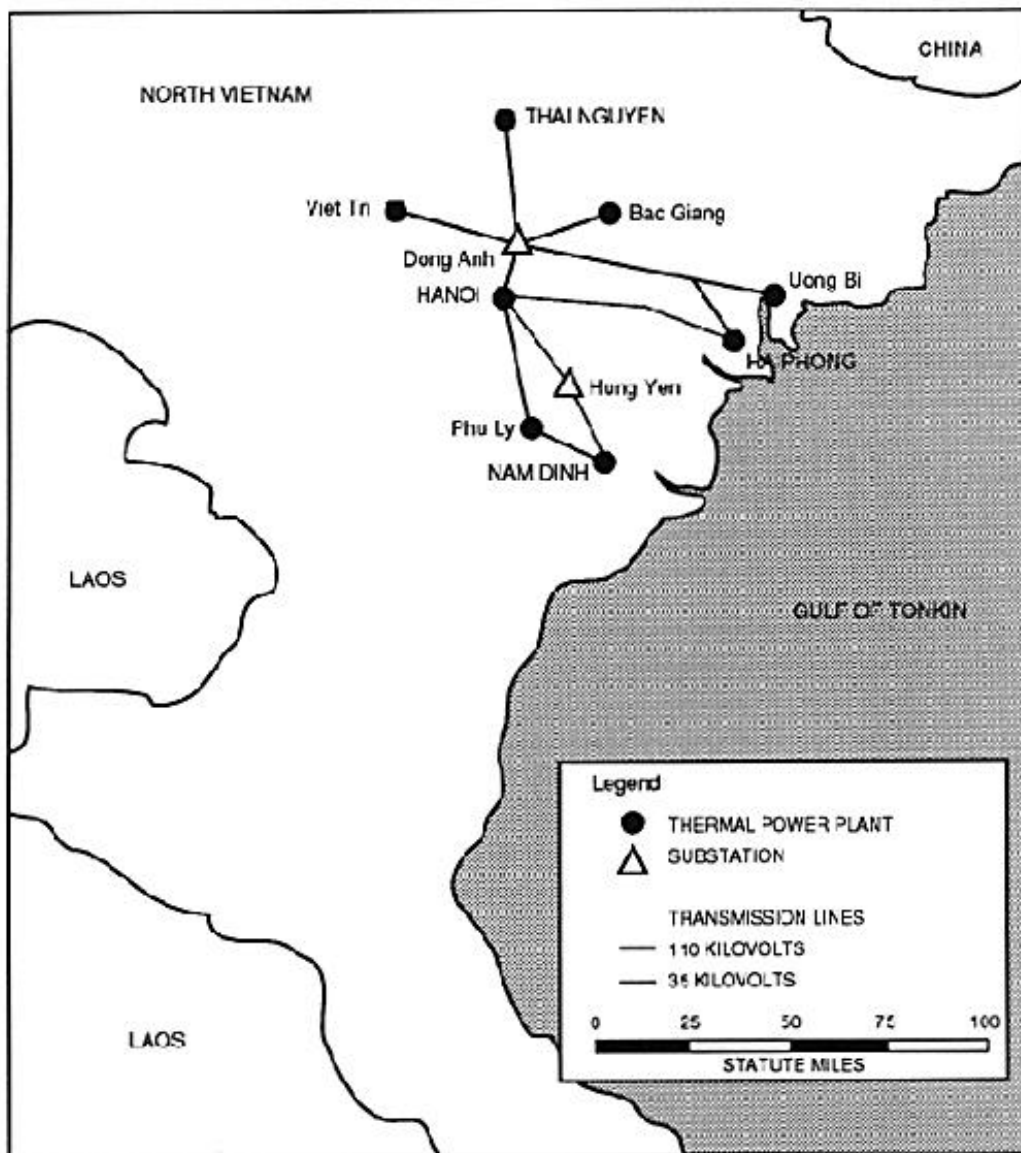 CHINA
NORTH VIETNAM
THAI NGUYEN
Viet Tri
Bac Giang
Dong Anh
Uong Bi
HANOI
HA PHONG
Hung Yen
Phu Ly
NAM DINH
LAOS
GULF OF TONKIN
Legend
THERMAL POWER PLANT
SUBSTATION
TRANSMISSION LINES
110 KILOVOLTS
35 KILOVOLTS
0 25 50 75 100
STATUTE MILES
LAOS